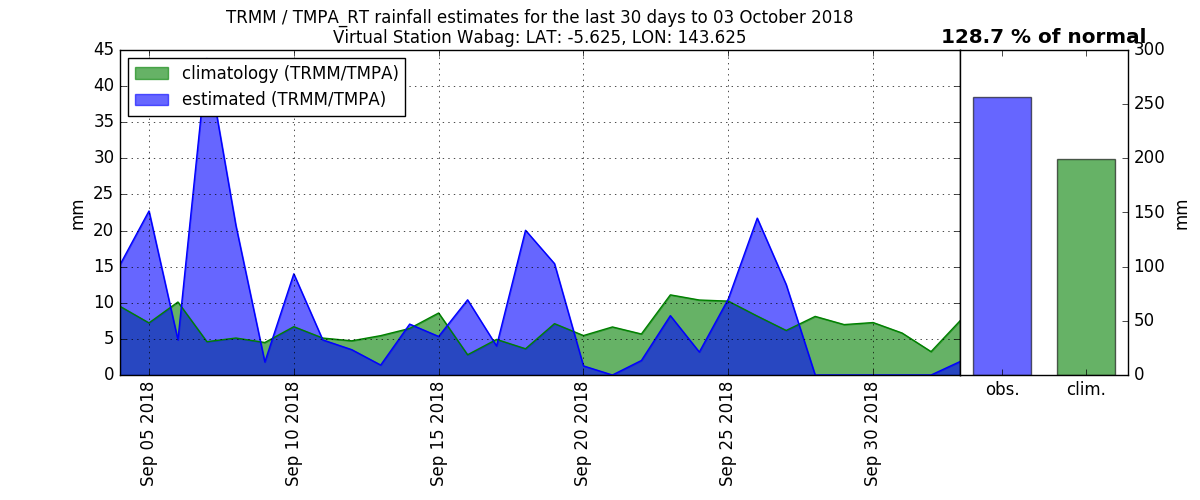 TRMM / TMPA_RT rainfall estimates for the last 30 days to 03 October 2018
Virtual Station Wabag: LAT: -5.625, LON: 143.625
128.7 % of normal
climatology (TRMM/TMPA)
estimated (TRMM/TMPA)
45
40
35
30
25
20
15
10
5
0
mm
Sep 05 2018
Sep 10 2018
Sep 15 2018
Sep 20 2018
Sep 25 2018
Sep 30 2018
300
250
200
150
100
50
0
mm
obs.
clim.